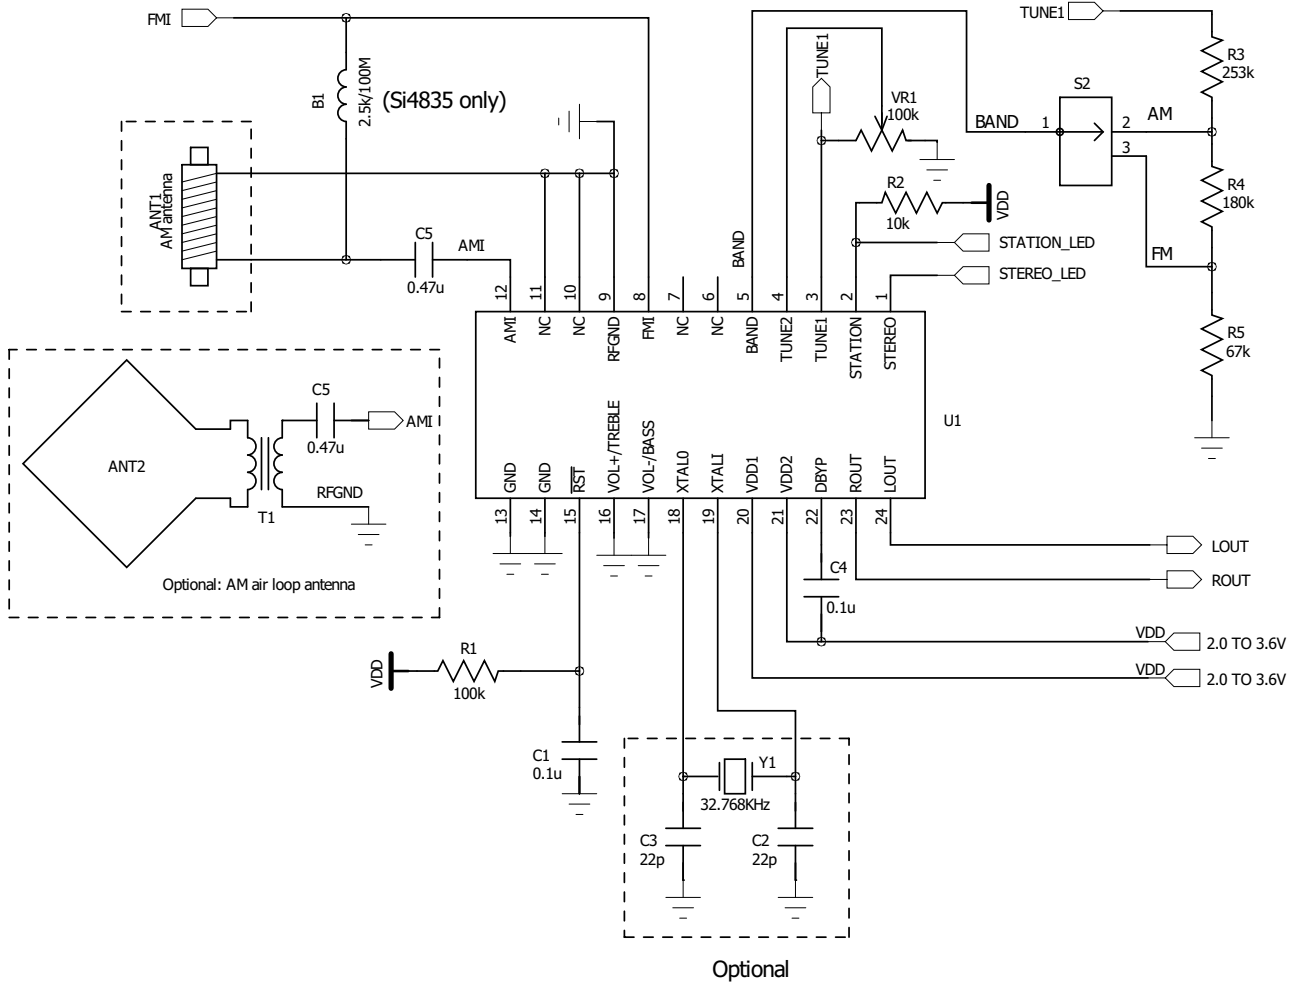 FMI
TUNE1
B1
2.5k/100M
(Si4835 only)
TUNE1
VR1
100k
R3
253k
S2
BAND
1
2
AM
3
ANT1
AM antenna
R2
10k
VDD
R4
180k
C5
0.47u
AMI
BAND
STATION_LED
STEREO_LED
FM
12
11
10
9
8
7
6
5
4
3
2
1
AMI
NC
NC
RFGND
FMI
NC
NC
BAND
TUNE2
TUNE1
STATION
STEREO
R5
67k
U1
C5
0.47u
AMI
ANT2
RFGND
T1
Optional: AM air loop antenna
GND
GND
RST
VOL+/TREBLE
VOL-/BASS
XTAL0
XTALI
VDD1
VDD2
DBYP
ROUT
LOUT
13
14
15
16
17
18
19
20
21
22
23
24
LOUT
C4
0.1u
ROUT
VDD
2.0 TO 3.6V
VDD
2.0 TO 3.6V
VDD
R1
100k
C1
0.1u
Y1
32.768KHz
C3
22p
C2
22p
Optional